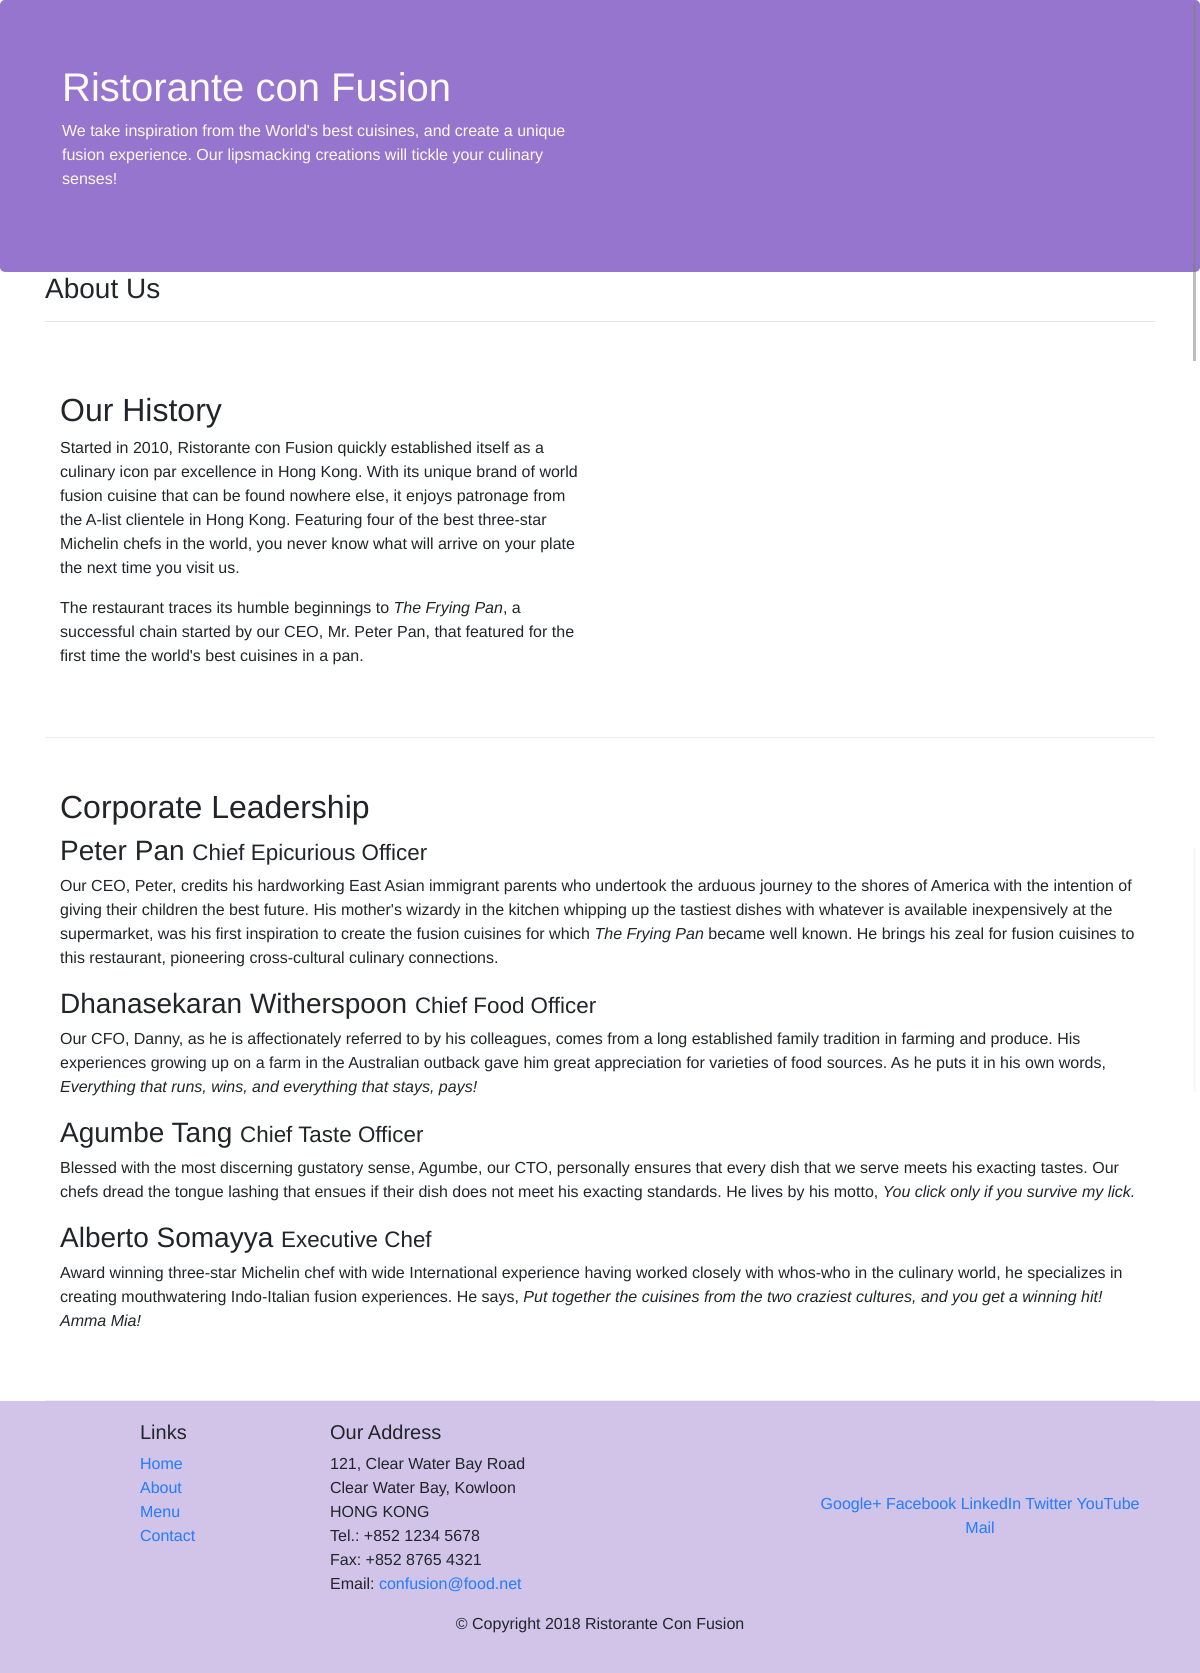 Ristorante con Fusion
We take inspiration from the World's best cuisines, and create a unique
fusion experience. Our lipsmacking creations will tickle your culinary
senses!
About Us
Our History
Started in 2010, Ristorante con Fusion quickly established itself as a
culinary icon par excellence in Hong Kong. With its unique brand of world
fusion cuisine that can be found nowhere else, it enjoys patronage from
the A-list clientele in Hong Kong. Featuring four of the best three-star
Michelin chefs in the world, you never know what will arrive on your plate
the next time you visit us.
The restaurant traces its humble beginnings to The Frying Pan, a
successful chain started by our CEO, Mr. Peter Pan, that featured for the
first time the world's best cuisines in a pan.
Corporate Leadership
Peter Pan Chief Epicurious Officer
Our CEO, Peter, credits his hardworking East Asian immigrant parents who undertook the arduous journey to the shores of America with the intention of
giving their children the best future. His mother's wizardy in the kitchen whipping up the tastiest dishes with whatever is available inexpensively at the
supermarket, was his first inspiration to create the fusion cuisines for which The Frying Pan became well known. He brings his zeal for fusion cuisines to
this restaurant, pioneering cross-cultural culinary connections.
Dhanasekaran Witherspoon Chief Food Officer
Our CFO, Danny, as he is affectionately referred to by his colleagues, comes from a long established family tradition in farming and produce. His
experiences growing up on a farm in the Australian outback gave him great appreciation for varieties of food sources. As he puts it in his own words,
Everything that runs, wins, and everything that stays, pays!
Agumbe Tang Chief Taste Officer
Blessed with the most discerning gustatory sense, Agumbe, our CTO, personally ensures that every dish that we serve meets his exacting tastes. Our
chefs dread the tongue lashing that ensues if their dish does not meet his exacting standards. He lives by his motto, You click only if you survive my lick.
Alberto Somayya Executive Chef
Award winning three-star Michelin chef with wide International experience having worked closely with whos-who in the culinary world, he specializes in
creating mouthwatering Indo-Italian fusion experiences. He says, Put together the cuisines from the two craziest cultures, and you get a winning hit!
Amma Mia!
Links
Home
About
Menu
Contact
Our Address
121, Clear Water Bay Road
Clear Water Bay, Kowloon
HONG KONG
Tel.: +852 1234 5678
Fax: +852 8765 4321
Email: confusion@food.net
Google+ Facebook LinkedIn Twitter YouTube
Mail
© Copyright 2018 Ristorante Con Fusion